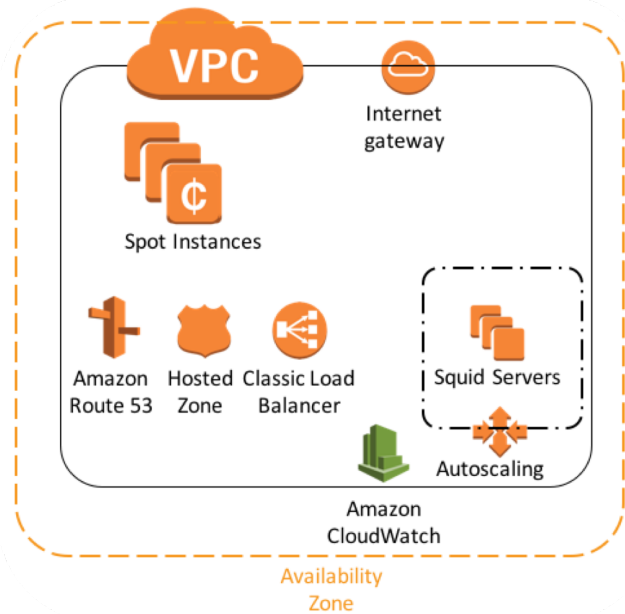 VPC
Internet
gateway
¢
Spot Instances
Amazon
Route 53
Hosted
Zone
Classic Load
Balancer
Squid Servers
Autoscaling
Amazon
CloudWatch
Availability
Zone